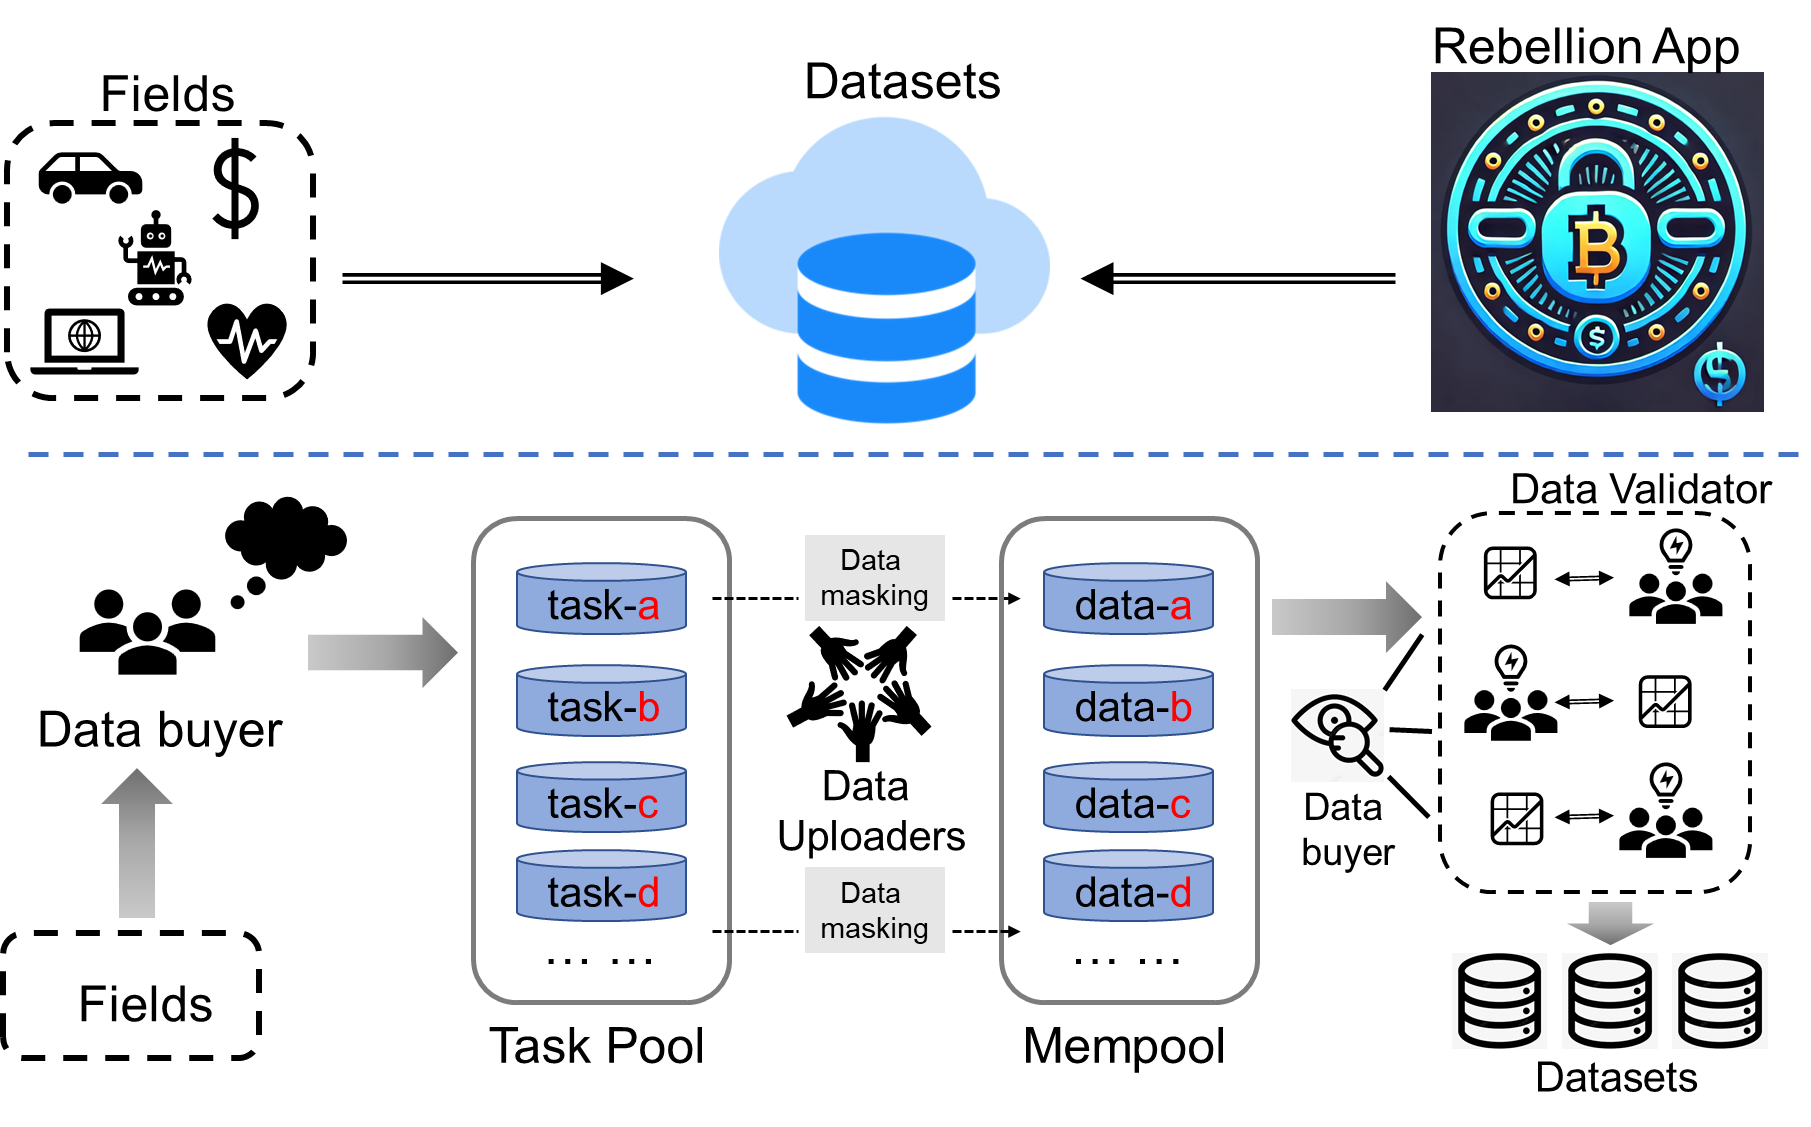 Fields
Datasets
Rebellion App
Data buyer
Fields
task-a
task-b
task-c
task-d
... ...
Task Pool
Data
masking
Data
Uploaders
Data
masking
data-a
data-b
data-c
data-d
... ...
Mempool
Data
buyer
Data Validator
Datasets